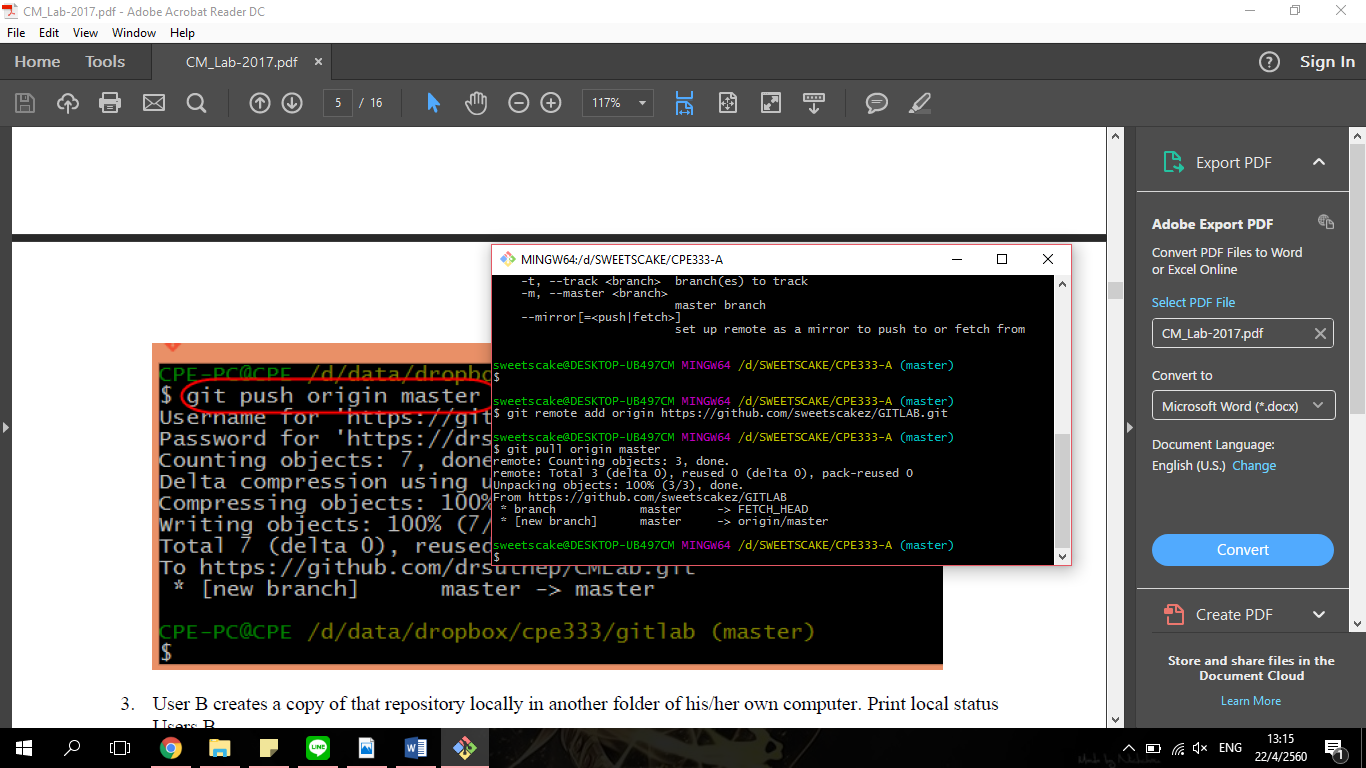 CM_Lab-2017.pdf - Adobe Acrobat Reader DC
File Edit View Window Help
Home Tools CM_Lab-2017.pdf × Sign In
5 / 16 117%
Export PDF
Adobe Export PDF
Convert PDF Files to Word
or Excel Online
Select PDF File
CM_Lab-2017.pdf
Convert to
Microsoft Word (*.docx)
Document Language:
English (U.S.) Change
Convert
Create PDF
Store and share files in the
Document Cloud
Learn More
MINGW64:/d/SWEETSCAKE/CPE333-A
-t, --track <branch> branch(es) to track
-m, --master <branch>
master branch
--mirror[=<push|fetch>]
set up remote as a mirror to push to or fetch from
sweetscake@DESKTOP-UB497CM MINGW64 /d/SWEETSCAKE/CPE333-A (master)
$
sweetscake@DESKTOP-UB497CM MINGW64 /d/SWEETSCAKE/CPE333-A (master)
$ git remote add origin https://github.com/sweetscakez/GITLAB.git
sweetscake@DESKTOP-UB497CM MINGW64 /d/SWEETSCAKE/CPE333-A (master)
$ git pull origin master
remote: Counting objects: 3, done.
remote: Total 3 (delta 0), reused 0 (delta 0), pack-reused 0
Unpacking objects: 100% (3/3), done.
From https://github.com/sweetscakez/GITLAB
* branch master -> FETCH_HEAD
* [new branch] master -> origin/master
sweetscake@DESKTOP-UB497CM MINGW64 /d/SWEETSCAKE/CPE333-A (master)
$
CPE-PC@CPE /d/data/dropbo
$ git push origin master
Username for 'https://git
Password for 'https://drs
Counting objects: 7, done
Delta compression using u
Compressing objects: 100%
Writing objects: 100% (7/
Total 7 (delta 0), reused
To https://github.com/drsuthep/CMLab.git
* [new branch] master -> master
CPE-PC@CPE /d/data/dropbox/cpe333/gitlab (master)
$
3. User B creates a copy of that repository locally in another folder of his/her own computer. Print local status
Users B
ENG 13:15
22/4/2560
1